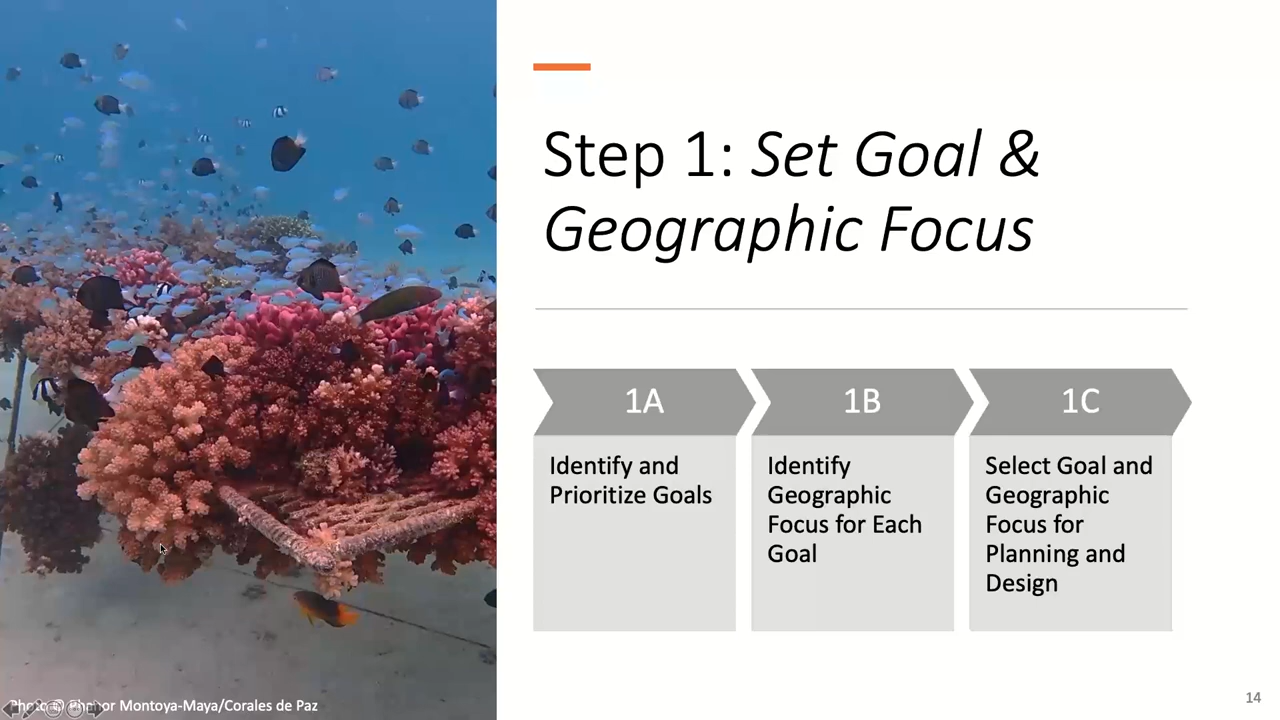 Step 1: Set Goal &
Geographic Focus
1A
Identify and
Prioritize Goals
1B
Identify
Geographic
Focus for Each
Goal
1C
Select Goal and
Geographic
Focus for
Planning and
Design
Photo © Montoya-Maya/Corales de Paz
14